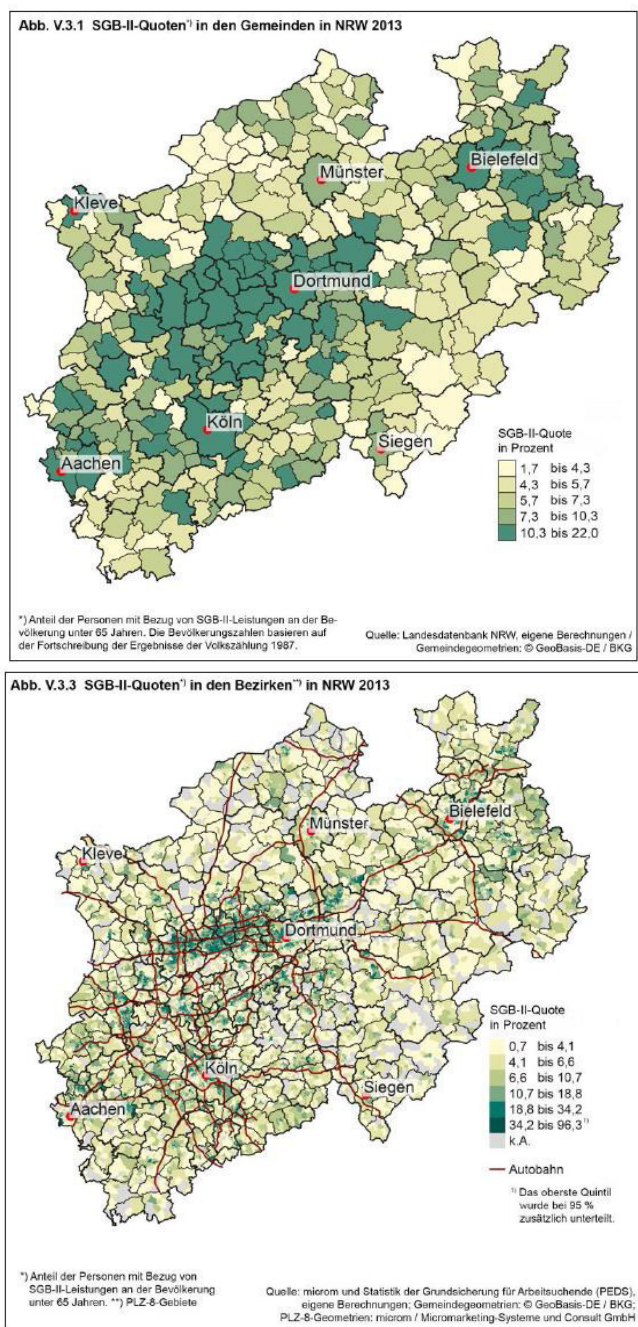 Abb. V.3.1 SGB-II-Quoten*) in den Gemeinden in NRW 2013
Münster
Bielefeld
Kleve
Dortmund
Köln
Siegen
Aachen
SGB-II-Quote
in Prozent
1,7 bis 4,3
4,3 bis 5,7
5,7 bis 7,3
7,3 bis 10,3
10,3 bis 22,0
*) Anteil der Personen mit Bezug von SGB-II-Leistungen an der Be-
völkerung unter 65 Jahren. Die Bevölkerungszahlen basieren auf
der Fortschreibung der Ergebnisse der Volkszählung 1987.
Quelle: Landesdatenbank NRW, eigene Berechnungen /
Gemeindegeometrien: © GeoBasis-DE / BKG
Abb. V.3.3 SGB-II-Quoten*) in den Bezirken**) in NRW 2013
Bielefeld
Münster
Kleve
Dortmund
Köln
Siegen
Aachen
SGB-II-Quote
in Prozent
0,7 bis 4,1
4,1 bis 6,6
6,6 bis 10,7
10,7 bis 18,8
18,8 bis 34,2
34,2 bis 96,3¹)
k.A.
Autobahn
¹) Das oberste Quintil
wurde bei 95 %
zusätzlich unterteilt.
*) Anteil der Personen mit Bezug von
SGB-II-Leistungen an der Bevölkerung
unter 65 Jahren. **) PLZ-8-Gebiete
Quelle: microm und Statistik der Grundsicherung für Arbeitsuchende (PEDS),
eigene Berechnungen; Gemeindegeometrien: © GeoBasis-DE / BKG;
PLZ-8-Geometrien: microm / Micromarketing-Systeme und Consult GmbH